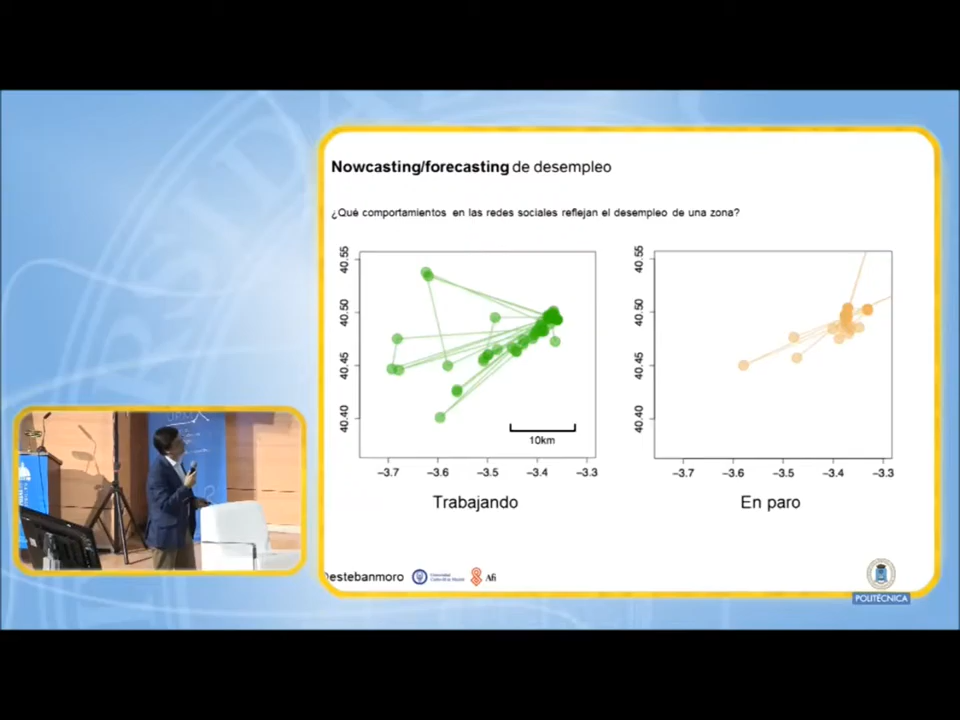 Nowcasting/forecasting de desempleo
¿Qué comportamientos en las redes sociales reflejan el desempleo de una zona?
40.55
40.50
40.45
40.40
10km
−3.7 −3.6 −3.5 −3.4 −3.3
Trabajando
40.55
40.50
40.45
40.40
−3.7 −3.6 −3.5 −3.4 −3.3
En paro
estebanmoro
Afi
POLITÉCNICA